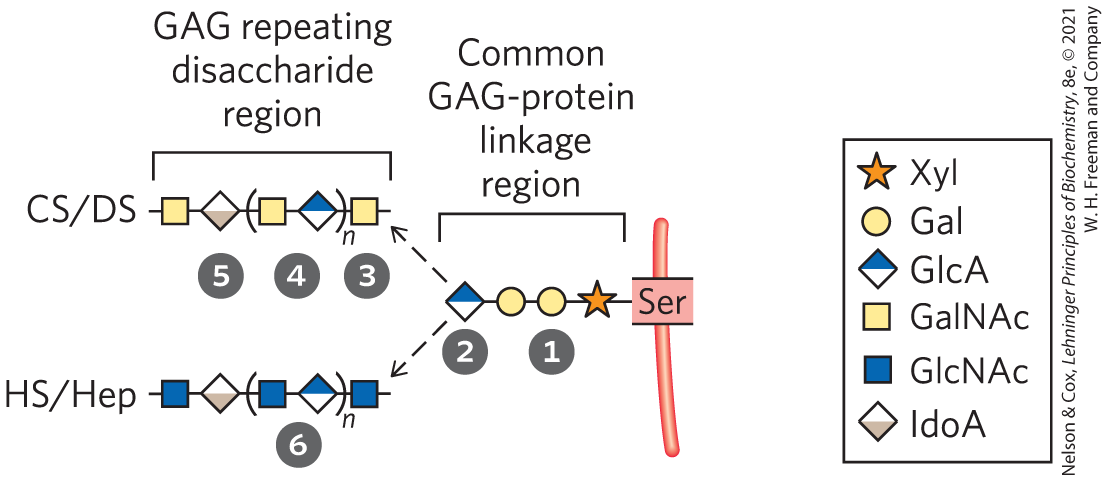 GAG repeating
disaccharide
region
Common
GAG-protein
linkage
region
CS/DS
n
5
4
3
2
1
Ser
HS/Hep
n
6
Xyl
Gal
GlcA
GalNAc
GlcNAc
IdoA
Nelson & Cox, Lehninger Principles of Biochemistry, 8e, © 2021
W. H. Freeman and Company